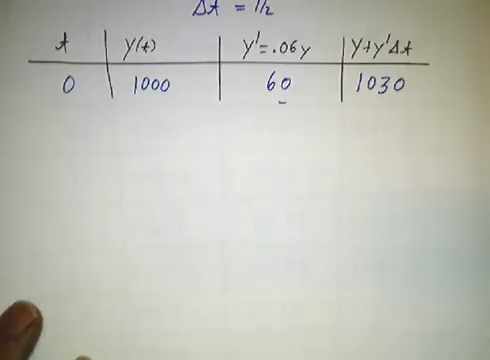 Δt = 1/2
t y(t) y'=.06y y+y'Δt
0 1000 60 1030